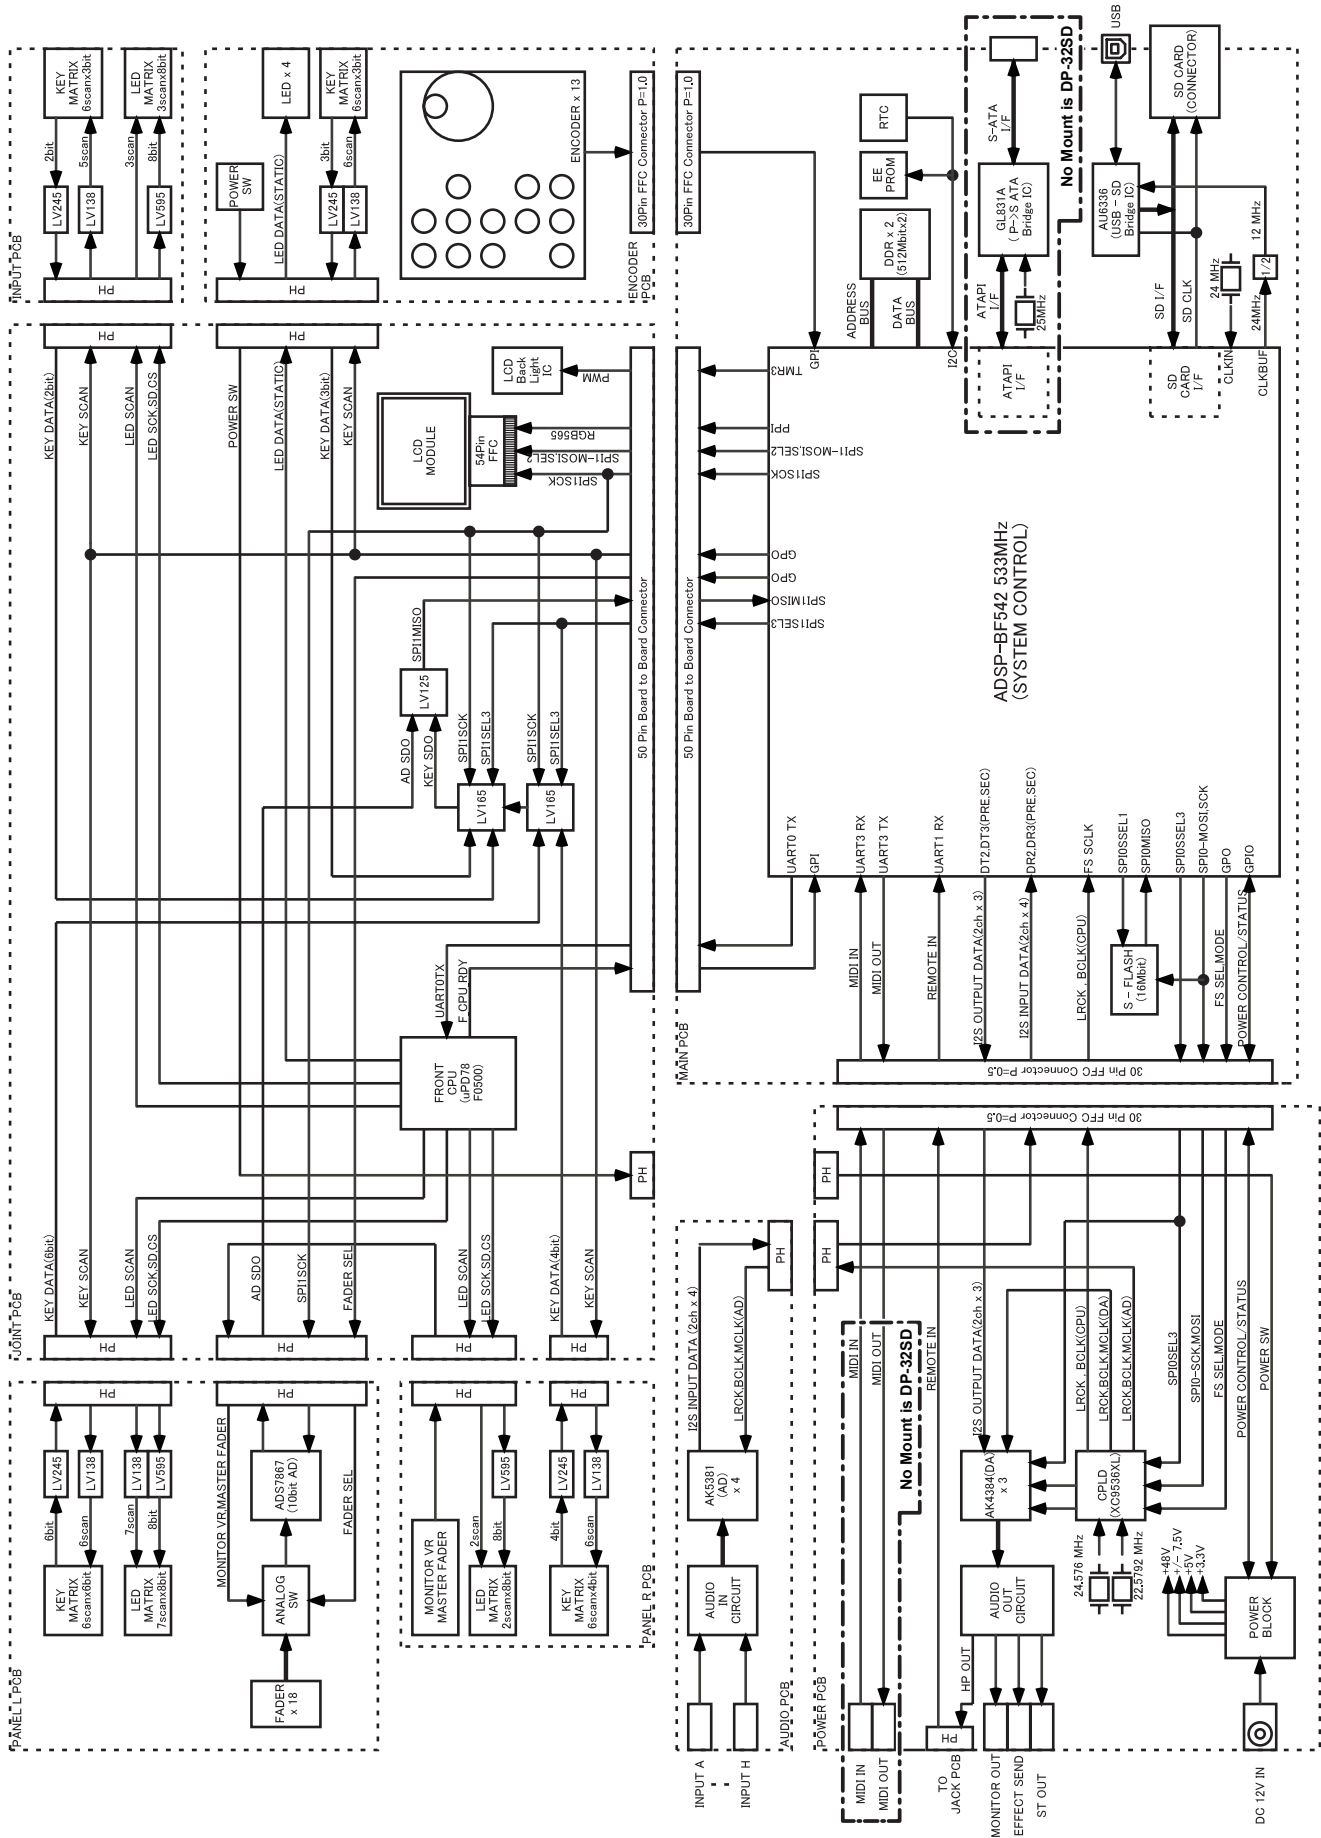 INPUT PCB
KEY
MATRIX
6scanx3bit
LED
MATRIX
3scanx8bit
2bit
5scan
3scan
8bit
LV245
LV138
LV595
PH
POWER
SW
LED x 4
KEY
MATRIX
6scanx3bit
LED DATA(STATIC)
3bit
6scan
LV245
LV138
PH
ENCODER x 13
ENCODER
PCB
30Pin FFC Connector P=1.0
30Pin FFC Connector P=1.0
JOINT PCB
PH
KEY DATA(2bit)
KEY SCAN
LED SCAN
LED SCK,SD,CS
PH
POWER SW
LED DATA(STATIC)
KEY DATA(3bit)
KEY SCAN
LCD
MODULE
54Pin
FFC
LCD
Back
Light
IC
PWM
RGB565
SPI1-MOSI,SEL2
SPI1SCK
50 Pin Board to Board Connector
SPI1MISO
LV125
AD SDO
KEY SDO
SPI1SCK
SPI1SEL3
SPI1SCK
SPI1SEL3
LV165
LV165
UART0TX
F_CPU_RDY
FRONT
CPU
(uPD78
F0500)
PH
KEY DATA(6bit)
KEY SCAN
LED SCAN
LED SCK,SD,CS
AD SDO
SPI1SCK
FADER SEL
LED SCAN
LED SCK,SD,CS
KEY DATA(4bit)
KEY SCAN
PH
PH
PH
PH
PANEL L PCB
PH
LV245
LV138
LV138
LV595
6bit
6scan
7scan
8bit
KEY
MATRIX
6scanx6bit
LED
MATRIX
7scanx8bit
PH
MONITOR VR,MASTER FADER
ADS7867
(10bit AD)
FADER SEL
ANALOG
SW
FADER
x 18
PANEL R PCB
PH
PH
MONITOR VR
MASTER FADER
LV595
2scan
8bit
LED
MATRIX
2scanx8bit
LV245
LV138
4bit
6scan
KEY
MATRIX
6scanx4bit
MAIN PCB
50 Pin Board to Board Connector
RTC
EE
PROM
DDR x 2
(512Mbitx2)
ADDRESS
BUS
DATA
BUS
S-ATA
I/F
GL831A
( P->S ATA
Bridge IC)
ATAPI
I/F
25MHz
ATAPI
I/F
No Mount is DP-32SD
USB
AU6336
(USB - SD
Bridge IC)
SD CARD
(CONNECTOR)
SD I/F
SD CLK
SD
CARD
I/F
24 MHz
12 MHz
1/2
24MHz
CLKIN
CLKBUF
GPI
I2C
TMR3
PPI
SPI1-MOSI,SEL2
SPI1SCK
GPO
GPO
SPI1MISO
SPI1SEL3
ADSP-BF542 533MHz
(SYSTEM CONTROL)
UART0 TX
GPI
UART3 RX
UART3 TX
UART1 RX
DT2,DT3(PRE,SEC)
DR2,DR3(PRE,SEC)
FS SCLK
SPI0SSEL1
SPI0MISO
SPI0SSEL3
SPI0-MOSI,SCK
GPO
GPIO
MIDI IN
MIDI OUT
REMOTE IN
I2S OUTPUT DATA(2ch x 3)
I2S INPUT DATA(2ch x 4)
LRCK , BCLK(CPU)
S - FLASH
(16Mbit)
FS SEL,MODE
POWER CONTROL/STATUS
30 Pin FFC Connector P=0.5
30 Pin FFC Connector P=0.5
AUDIO PCB
PH
I2S INPUT DATA (2ch x 4)
LRCK,BCLK,MCLK(AD)
AK5381
(AD)
x 4
AUDIO
IN
CIRCUIT
INPUT A
- -
INPUT H
POWER PCB
PH
PH
MIDI IN
MIDI OUT
No Mount is DP-32SD
REMOTE IN
I2S OUTPUT DATA(2ch x 3)
LRCK , BCLK(CPU)
LRCK,BCLK,MCLK(DA)
LRCK,BCLK,MCLK(AD)
SPI0SEL3
SPI0-SCK,MOSI
FS SEL,MODE
POWER CONTROL/STATUS
POWER SW
AK4384(DA)
x 3
CPLD
(XC9536XL)
24.576 MHz
22.5792 MHz
AUDIO
OUT
CIRCUIT
HP OUT
+48V
+/- 7.5V
+5V
+3.3V
POWER
BLOCK
PH
MIDI IN
MIDI OUT
TO
JACK PCB
MONITOR OUT
EFFECT SEND
ST OUT
DC 12V IN